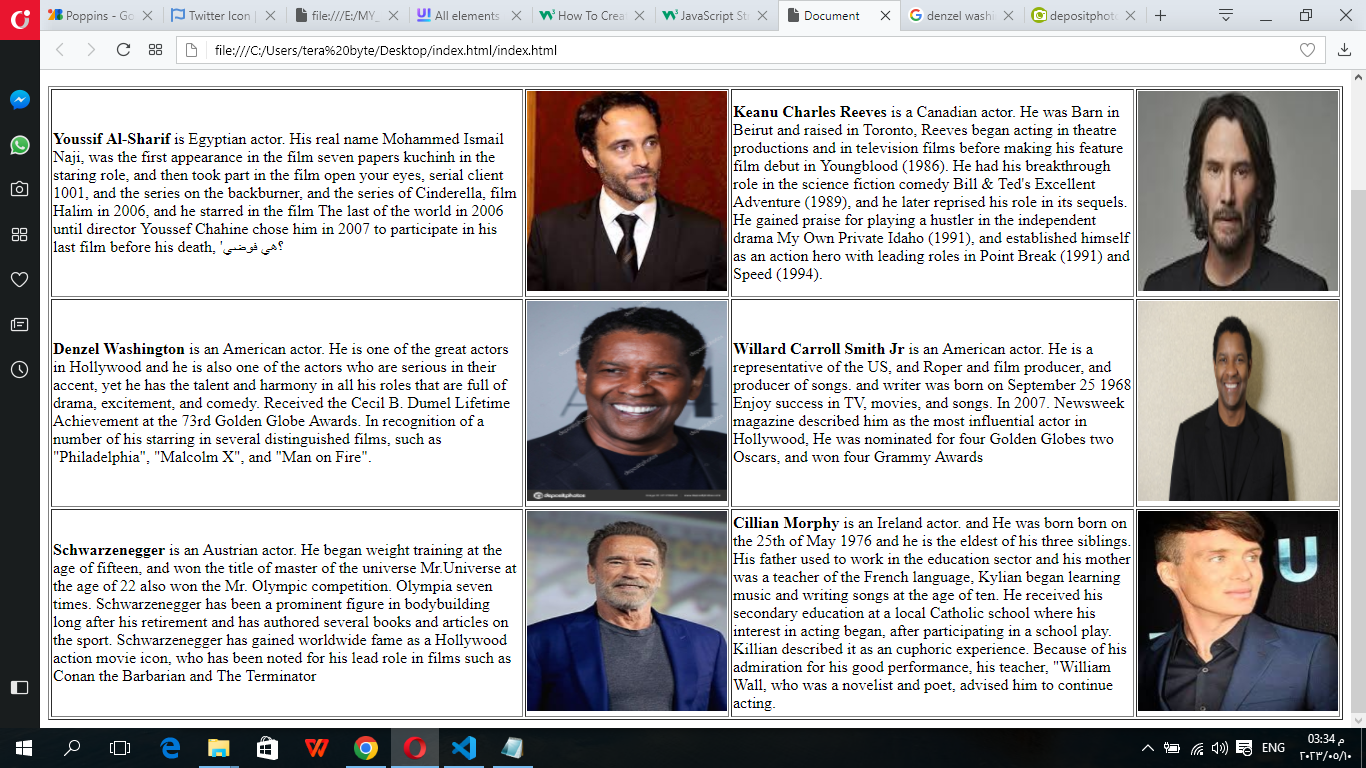 Poppins - Go
Twitter Icon
file:///E:/MY_
All elements
How To Crea
JavaScript St
Document
denzel wash
depositphot
file:///C:/Users/tera%20byte/Desktop/index.html/index.html
Youssif Al-Sharif is Egyptian actor. His real name Mohammed Ismail
Naji, was the first appearance in the film seven papers kuchinh in the
staring role, and then took part in the film open your eyes, serial client
1001, and the series on the backburner, and the series of Cinderella, film
Halim in 2006, and he starred in the film The last of the world in 2006
until director Youssef Chahine chose him in 2007 to participate in his
last film before his death, 'هي فوضي؟
Keanu Charles Reeves is a Canadian actor. He was Barn in
Beirut and raised in Toronto, Reeves began acting in theatre
productions and in television films before making his feature
film debut in Youngblood (1986). He had his breakthrough
role in the science fiction comedy Bill & Ted's Excellent
Adventure (1989), and he later reprised his role in its sequels.
He gained praise for playing a hustler in the independent
drama My Own Private Idaho (1991), and established himself
as an action hero with leading roles in Point Break (1991) and
Speed (1994).
Denzel Washington is an American actor. He is one of the great actors
in Hollywood and he is also one of the actors who are serious in their
accent, yet he has the talent and harmony in all his roles that are full of
drama, excitement, and comedy. Received the Cecil B. Dumel Lifetime
Achievement at the 73rd Golden Globe Awards. In recognition of a
number of his starring in several distinguished films, such as
"Philadelphia", "Malcolm X", and "Man on Fire".
depositphotos
Willard Carroll Smith Jr is an American actor. He is a
representative of the US, and Roper and film producer, and
producer of songs. and writer was born on September 25 1968
Enjoy success in TV, movies, and songs. In 2007. Newsweek
magazine described him as the most influential actor in
Hollywood, He was nominated for four Golden Globes two
Oscars, and won four Grammy Awards
Schwarzenegger is an Austrian actor. He began weight training at the
age of fifteen, and won the title of master of the universe Mr.Universe at
the age of 22 also won the Mr. Olympic competition. Olympia seven
times. Schwarzenegger has been a prominent figure in bodybuilding
long after his retirement and has authored several books and articles on
the sport. Schwarzenegger has gained worldwide fame as a Hollywood
action movie icon, who has been noted for his lead role in films such as
Conan the Barbarian and The Terminator
Cillian Morphy is an Ireland actor. and He was born born on
the 25th of May 1976 and he is the eldest of his three siblings.
His father used to work in the education sector and his mother
was a teacher of the French language, Kylian began learning
music and writing songs at the age of ten. He received his
secondary education at a local Catholic school where his
interest in acting began, after participating in a school play.
Killian described it as an cuphoric experience. Because of his
admiration for his good performance, his teacher, "William
Wall, who was a novelist and poet, advised him to continue
acting.
U
ENG
03:34 م
٢٠٢٣/٠٥/١٠